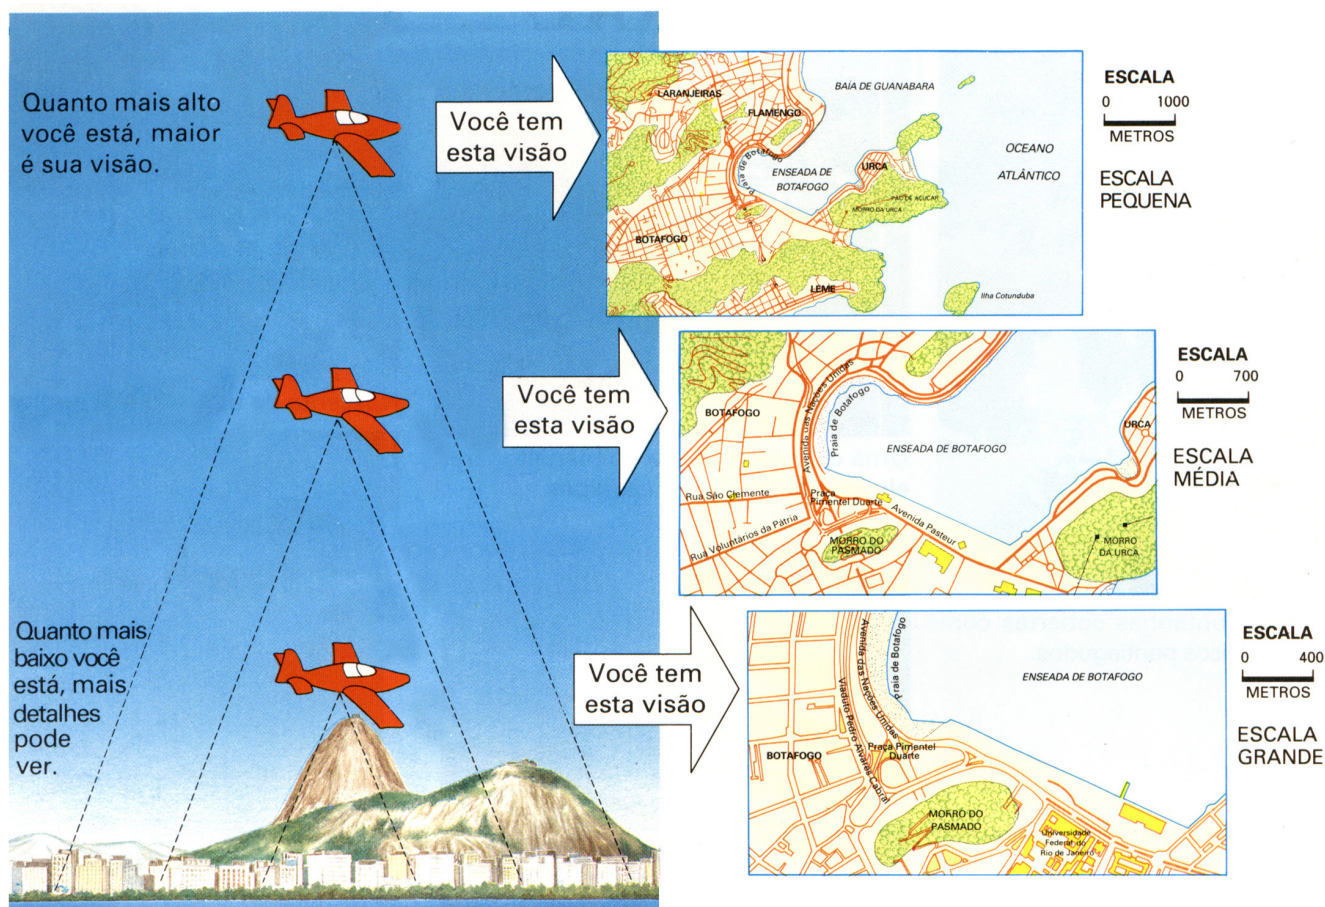 Quanto mais alto
você está, maior
é sua visão.
Você tem
esta visão
LARANJEIRAS
FLAMENGO
BAÍA DE GUANABARA
Praia de Botafogo
ENSEADA DE
BOTAFOGO
URCA
PÃO DE AÇÚCAR
MORRO DA URCA
OCEANO
ATLÂNTICO
BOTAFOGO
LEME
Ilha Cotunduba
ESCALA
0 1000
METROS
ESCALA
PEQUENA
Você tem
esta visão
BOTAFOGO
Avenida das Nações Unidas
Praia de Botafogo
ENSEADA DE BOTAFOGO
URCA
Rua São Clemente
Praça
Pimentel Duarte
Avenida Pasteur
Rua Voluntários da Pátria
MORRO DO
PASMADO
MORRO
DA URCA
ESCALA
0 700
METROS
ESCALA
MÉDIA
Quanto mais
baixo você
está, mais
detalhes
pode
ver.
Você tem
esta visão
Avenida das Nações Unidas
Praia de Botafogo
Viaduto Pedro Alvares Cabral
ENSEADA DE BOTAFOGO
BOTAFOGO
Praça Pimentel
Duarte
MORRO DO
PASMADO
Universidade
Federal do
Rio de Janeiro
ESCALA
0 400
METROS
ESCALA
GRANDE